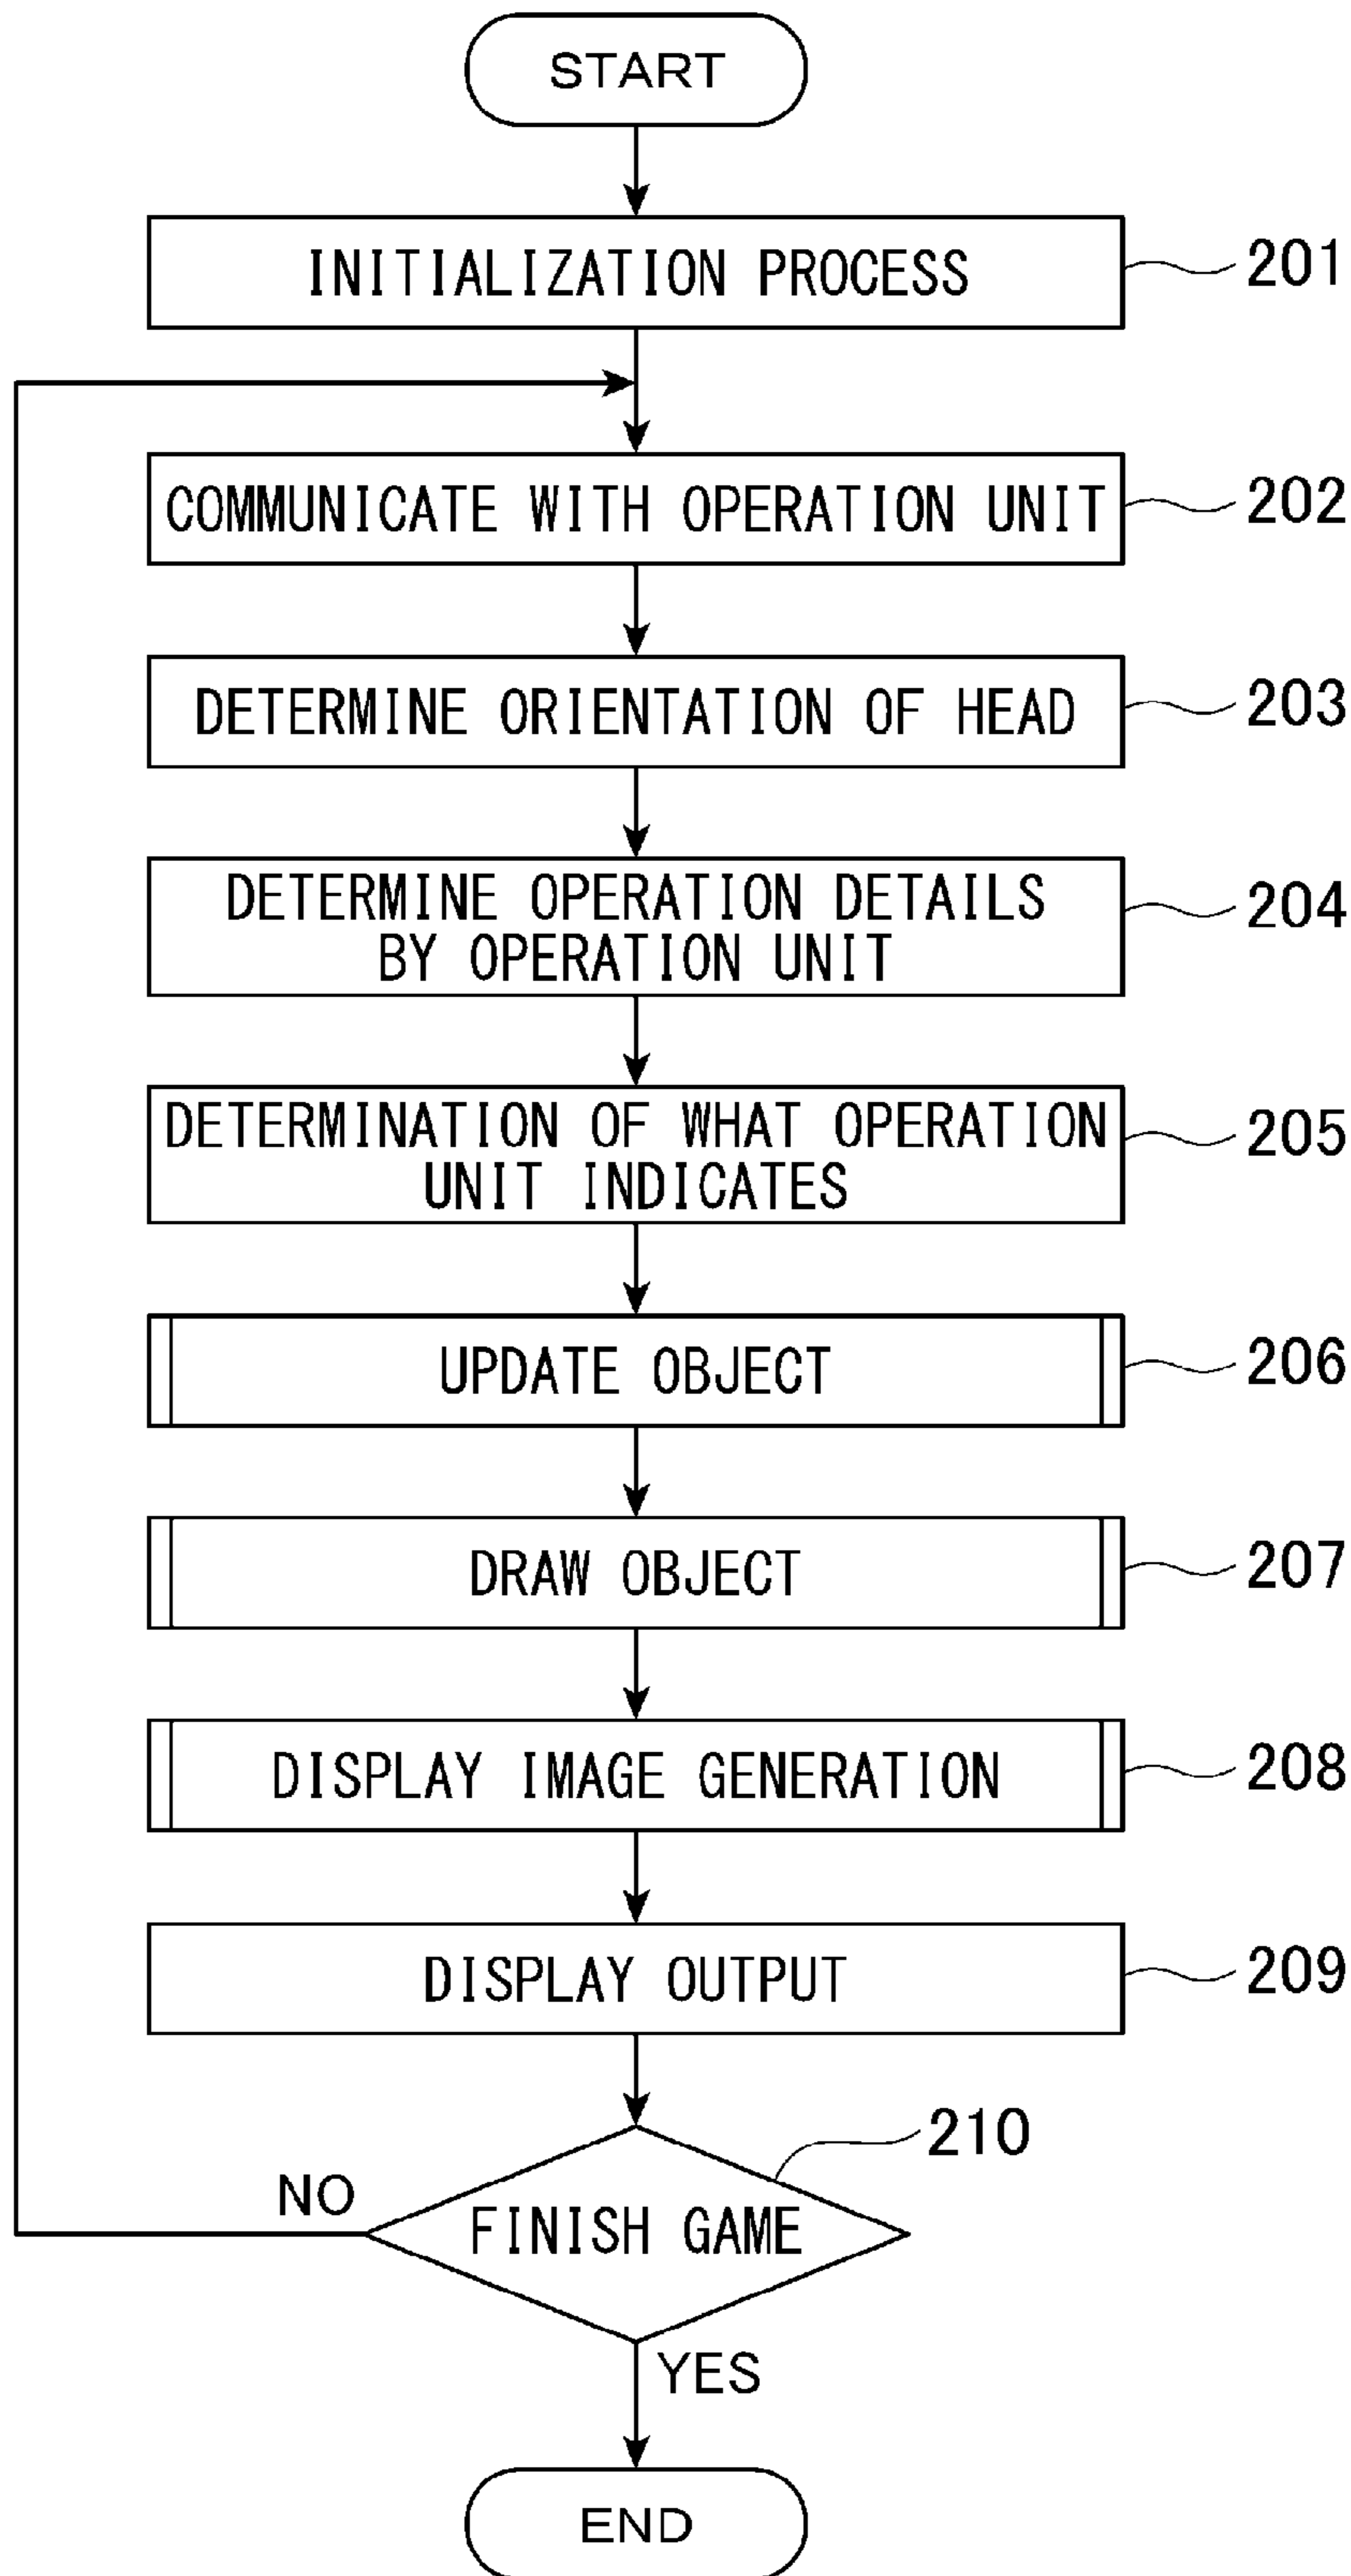 START
INITIALIZATION PROCESS
201
COMMUNICATE WITH OPERATION UNIT
202
DETERMINE ORIENTATION OF HEAD
203
DETERMINE OPERATION DETAILS
BY OPERATION UNIT
204
DETERMINATION OF WHAT OPERATION
UNIT INDICATES
205
UPDATE OBJECT
206
DRAW OBJECT
207
DISPLAY IMAGE GENERATION
208
DISPLAY OUTPUT
209
210
NO
FINISH GAME
YES
END